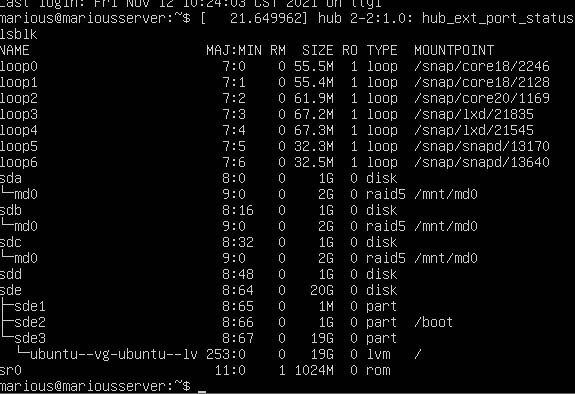 Last login: Fri Nov 12 10:24:03 CST 2021 on tty1
marious@mariousserver:~$ [   21.649962] hub 2-2:1.0: hub_ext_port_status
lsblk
NAME                      MAJ:MIN RM  SIZE RO TYPE  MOUNTPOINT
loop0                       7:0    0 55.5M  1 loop  /snap/core18/2246
loop1                       7:1    0 55.4M  1 loop  /snap/core18/2128
loop2                       7:2    0 61.9M  1 loop  /snap/core20/1169
loop3                       7:3    0 67.2M  1 loop  /snap/lxd/21835
loop4                       7:4    0 67.3M  1 loop  /snap/lxd/21545
loop5                       7:5    0 32.3M  1 loop  /snap/snapd/13170
loop6                       7:6    0 32.5M  1 loop  /snap/snapd/13640
sda                         8:0    0    1G  0 disk
└─md0                       9:0    0    2G  0 raid5 /mnt/md0
sdb                         8:16   0    1G  0 disk
└─md0                       9:0    0    2G  0 raid5 /mnt/md0
sdc                         8:32   0    1G  0 disk
└─md0                       9:0    0    2G  0 raid5 /mnt/md0
sdd                         8:48   0    1G  0 disk
sde                         8:64   0   20G  0 disk
├─sde1                      8:65   0    1M  0 part
├─sde2                      8:66   0    1G  0 part  /boot
└─sde3                      8:67   0   19G  0 part
  └─ubuntu--vg-ubuntu--lv 253:0    0   19G  0 lvm   /
sr0                        11:0    1 1024M  0 rom
marious@mariousserver:~$ _